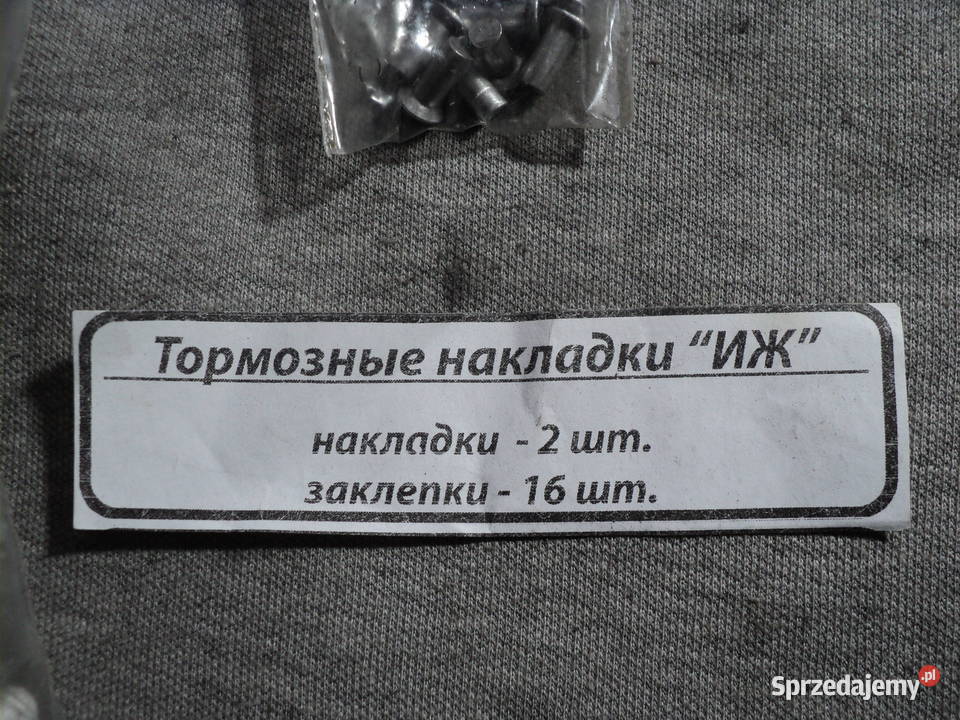 Тормозные накладки "ИЖ"
накладки - 2 шт.
заклепки - 16 шт.
Sprzedajemy.pl